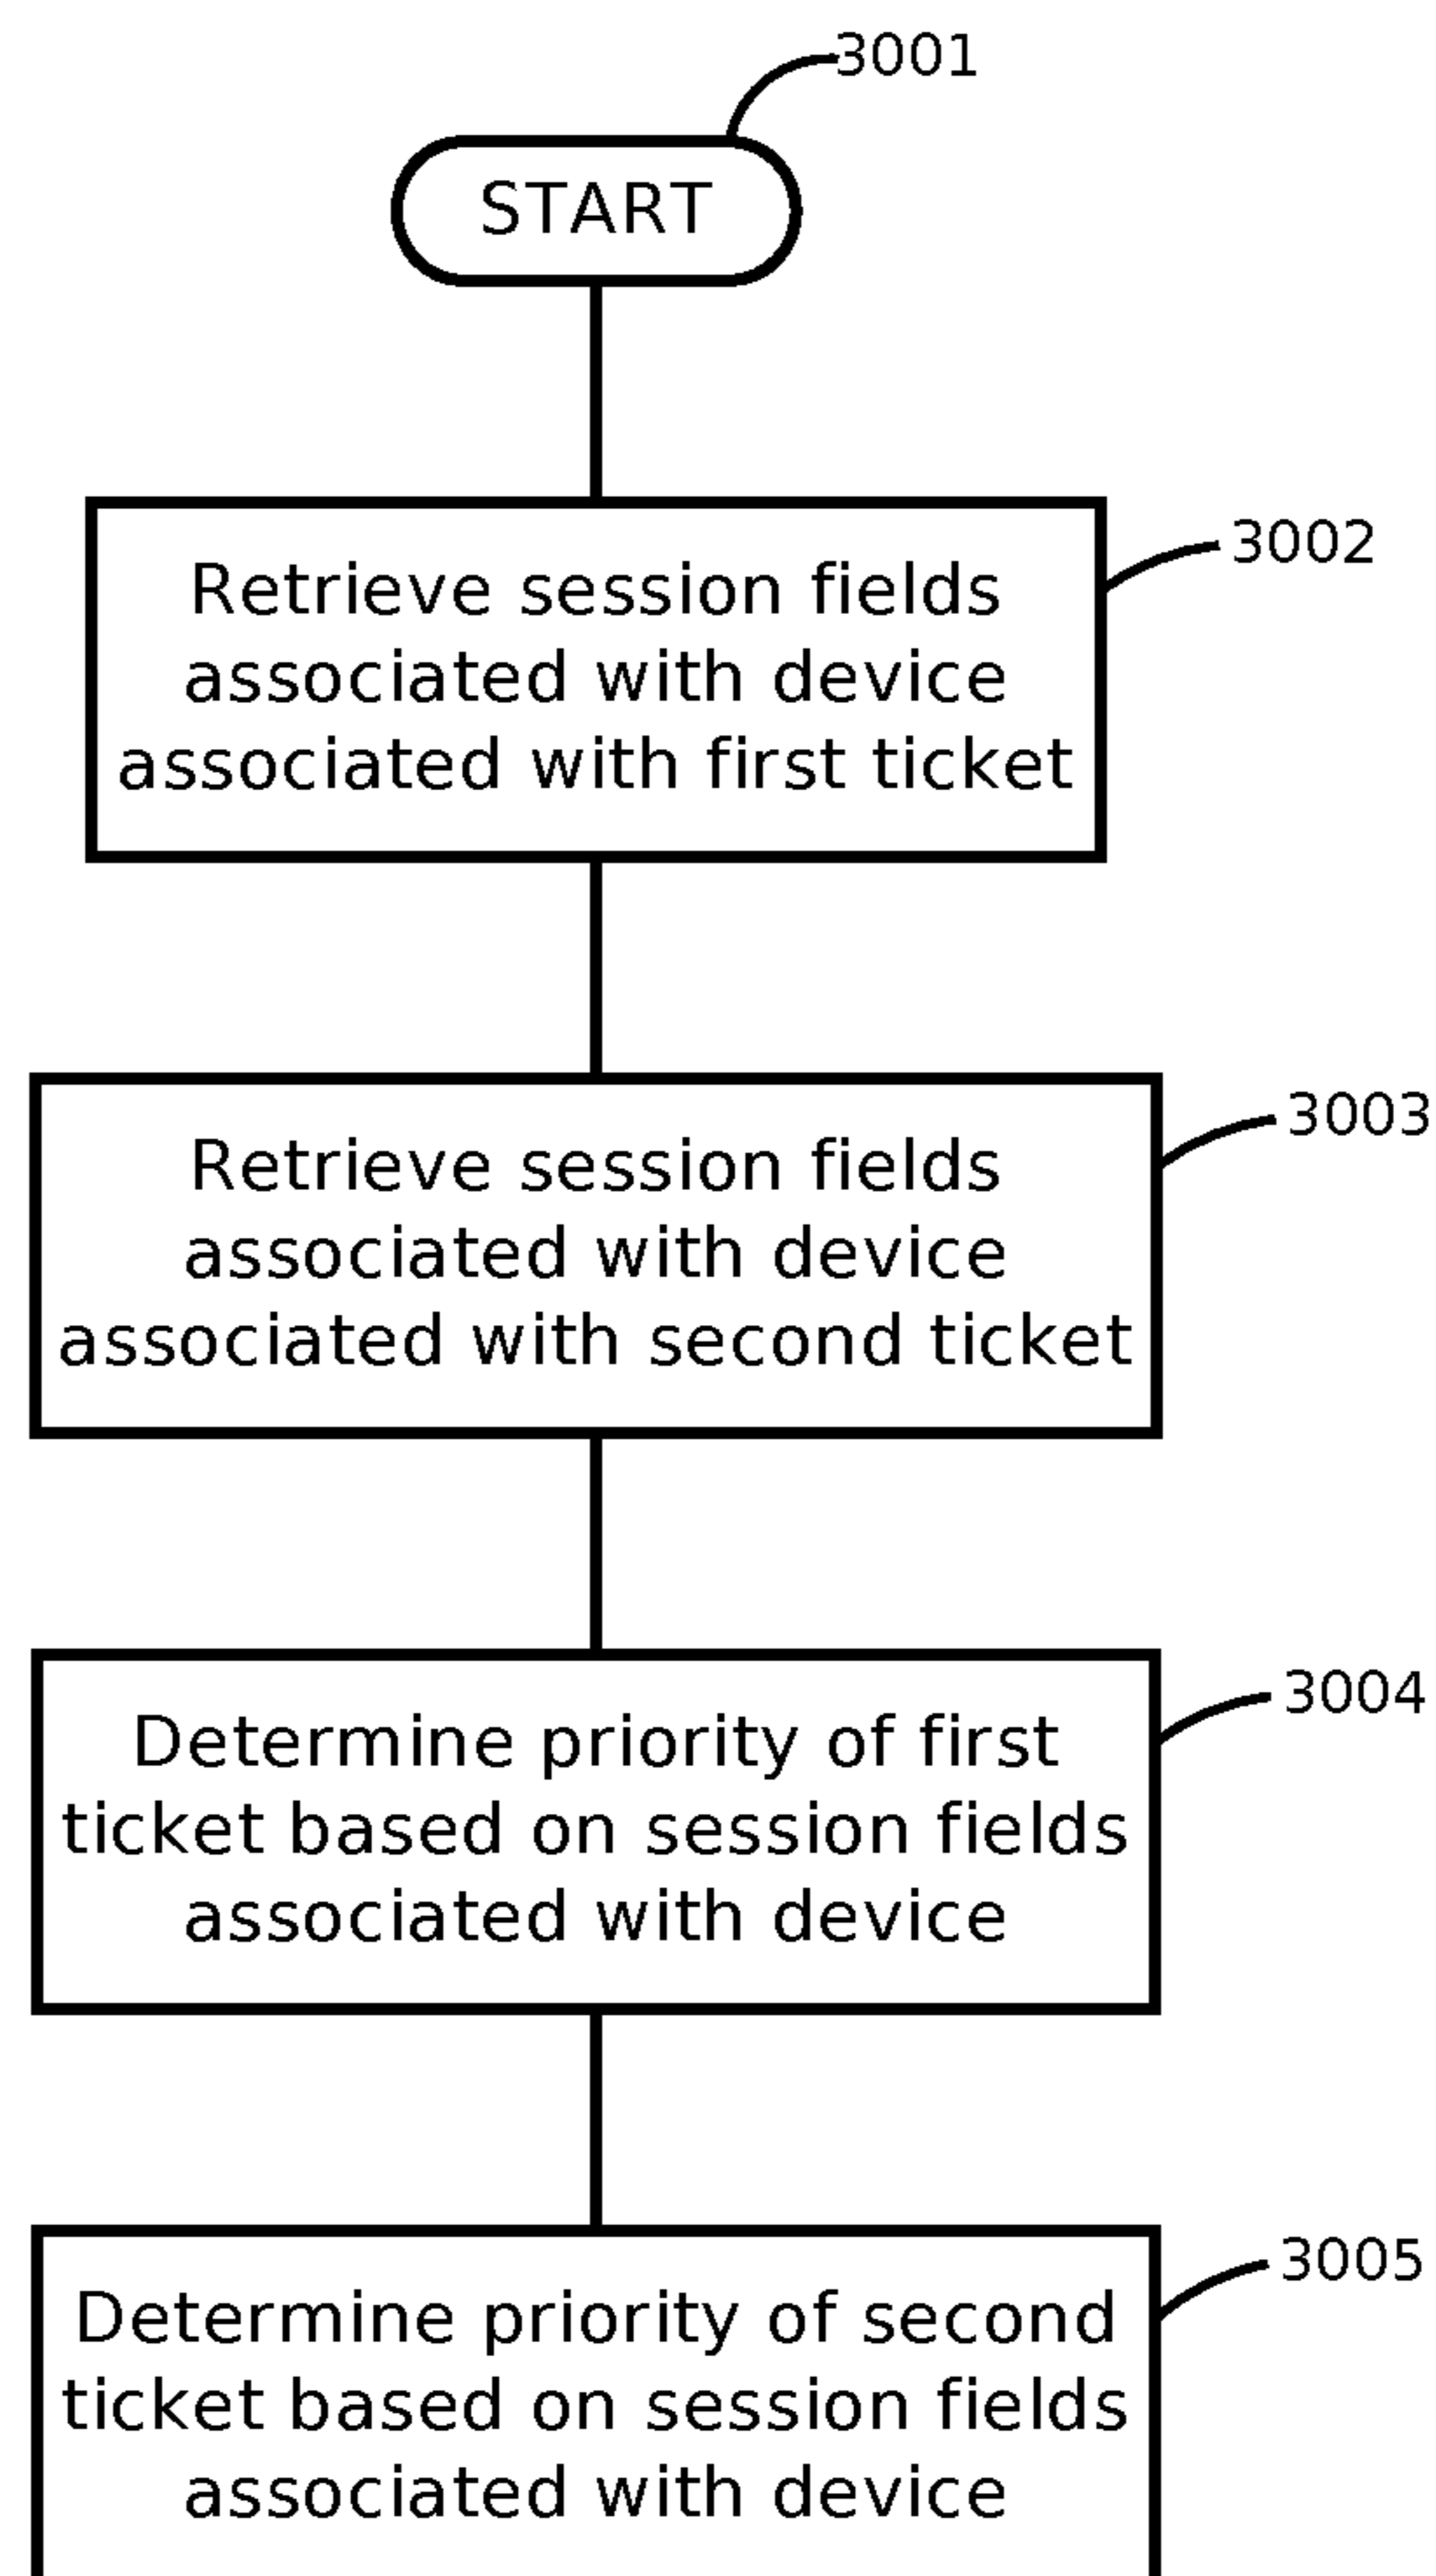 3001
START
3002
Retrieve session fields
associated with device
associated with first ticket
3003
Retrieve session fields
associated with device
associated with second ticket
3004
Determine priority of first
ticket based on session fields
associated with device
3005
Determine priority of second
ticket based on session fields
associated with device